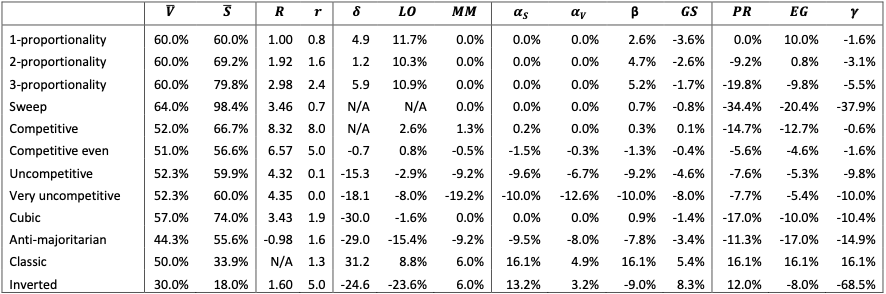 V̅ S̅ R r δ LO MM α_S α_V β GS PR EG γ
1-proportionality 60.0% 60.0% 1.00 0.8 4.9 11.7% 0.0% 0.0% 0.0% 2.6% -3.6% 0.0% 10.0% -1.6%
2-proportionality 60.0% 69.2% 1.92 1.6 1.2 10.3% 0.0% 0.0% 0.0% 4.7% -2.6% -9.2% 0.8% -3.1%
3-proportionality 60.0% 79.8% 2.98 2.4 5.9 10.9% 0.0% 0.0% 0.0% 5.2% -1.7% -19.8% -9.8% -5.5%
Sweep 64.0% 98.4% 3.46 0.7 N/A N/A 0.0% 0.0% 0.0% 0.7% -0.8% -34.4% -20.4% -37.9%
Competitive 52.0% 66.7% 8.32 8.0 N/A 2.6% 1.3% 0.2% 0.0% 0.3% 0.1% -14.7% -12.7% -0.6%
Competitive even 51.0% 56.6% 6.57 5.0 -0.7 0.8% -0.5% -1.5% -0.3% -1.3% -0.4% -5.6% -4.6% -1.6%
Uncompetitive 52.3% 59.9% 4.32 0.1 -15.3 -2.9% -9.2% -9.6% -6.7% -9.2% -4.6% -7.6% -5.3% -9.8%
Very uncompetitive 52.3% 60.0% 4.35 0.0 -18.1 -8.0% -19.2% -10.0% -12.6% -10.0% -8.0% -7.7% -5.4% -10.0%
Cubic 57.0% 74.0% 3.43 1.9 -30.0 -1.6% 0.0% 0.0% 0.0% 0.9% -1.4% -17.0% -10.0% -10.4%
Anti-majoritarian 44.3% 55.6% -0.98 1.6 -29.0 -15.4% -9.2% -9.5% -8.0% -7.8% -3.4% -11.3% -17.0% -14.9%
Classic 50.0% 33.9% N/A 1.3 31.2 8.8% 6.0% 16.1% 4.9% 16.1% 5.4% 16.1% 16.1% 16.1%
Inverted 30.0% 18.0% 1.60 5.0 -24.6 -23.6% 6.0% 13.2% 3.2% -9.0% 8.3% 12.0% -8.0% -68.5%